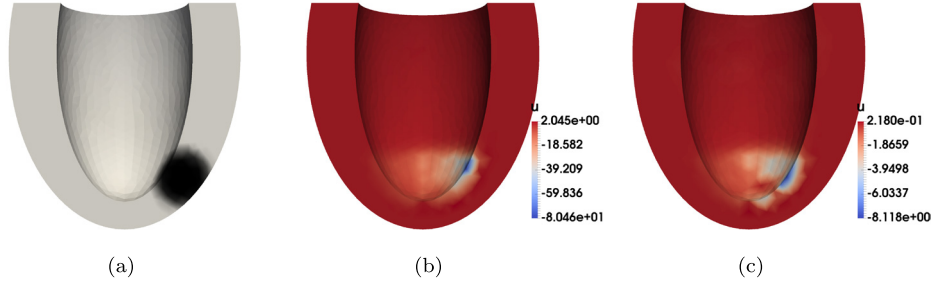 u
2.045e+00
-18.582
-39.209
-59.836
-8.046e+01
u
2.180e-01
-1.8659
-3.9498
-6.0337
-8.118e+00
(a)
(b)
(c)